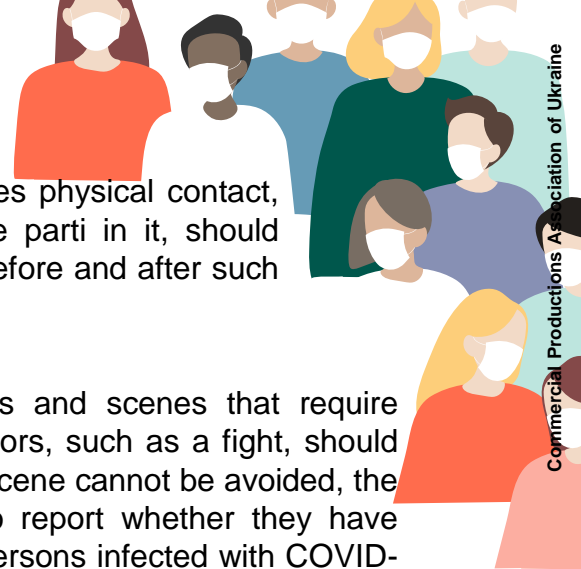 es physical contact,
e parti in it, should
efore and after such
s and scenes that require
ors, such as a fight, should
cene cannot be avoided, the
o report whether they have
ersons infected with COVID-
Commercial Productions Association of Ukraine